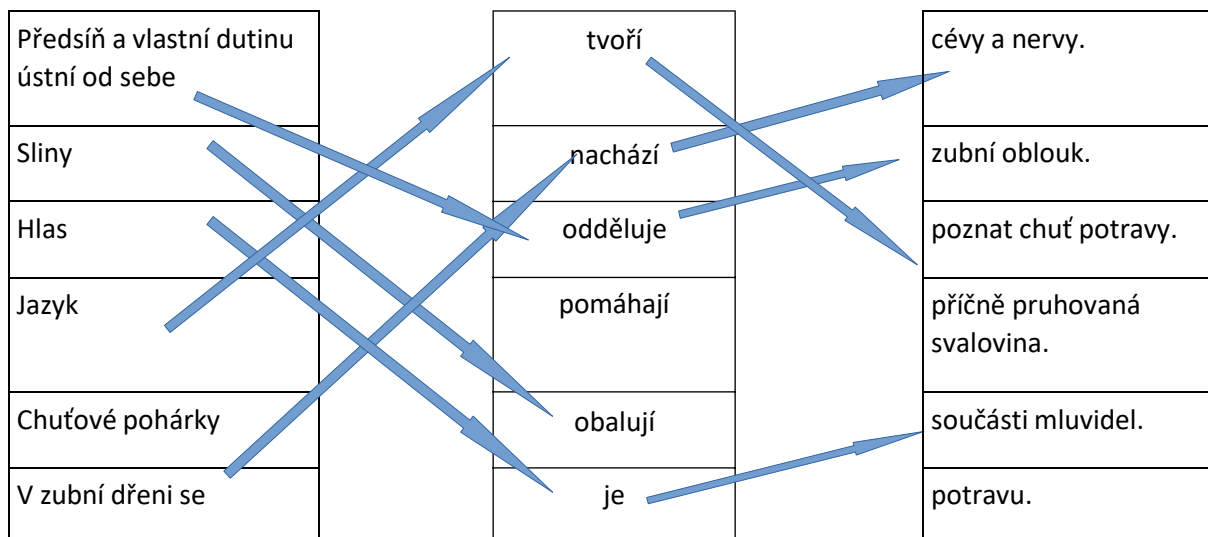 Předsíň a vlastní dutinu
ústní od sebe
tvoří
cévy a nervy.
Sliny
nachází
zubní oblouk.
Hlas
odděluje
poznat chuť potravy.
Jazyk
pomáhají
příčně pruhovaná
svalovina.
Chuťové pohárky
obalují
součásti mluvidel.
V zubní dřeni se
je
potravu.